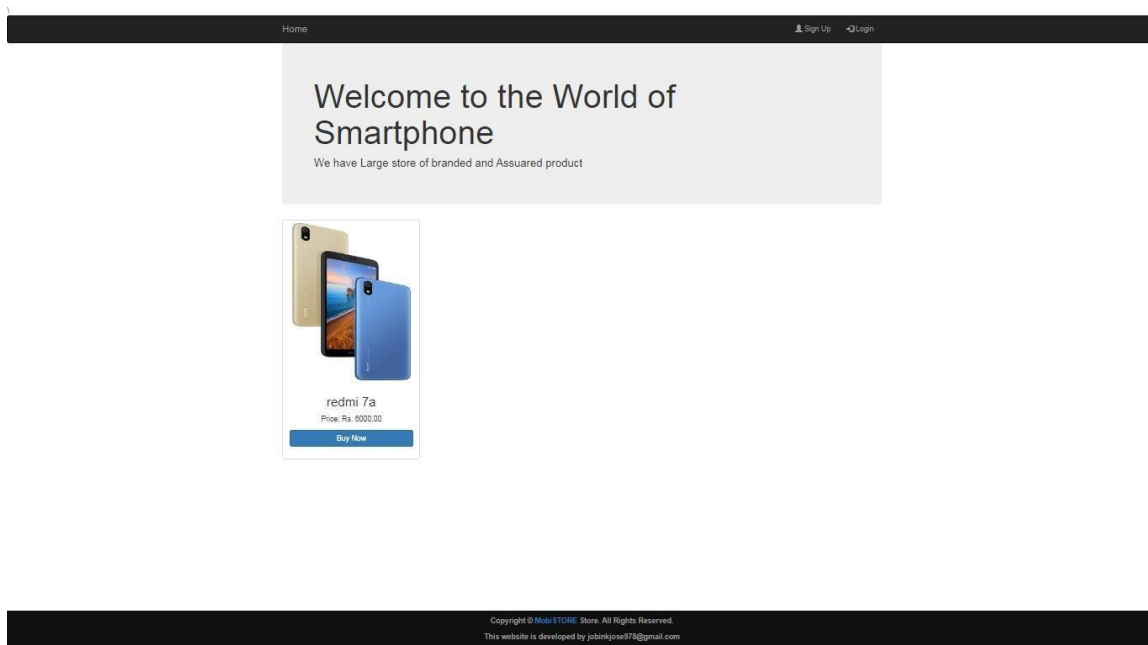 \
Home Sign Up Login
Welcome to the World of
Smartphone
We have Large store of branded and Assuared product
redmi 7a
Price: Rs. 6000.00
Buy Now
Copyright © MobiSTORE Store. All Rights Reserved.
This website is developed by jobinkjose978@gmail.com